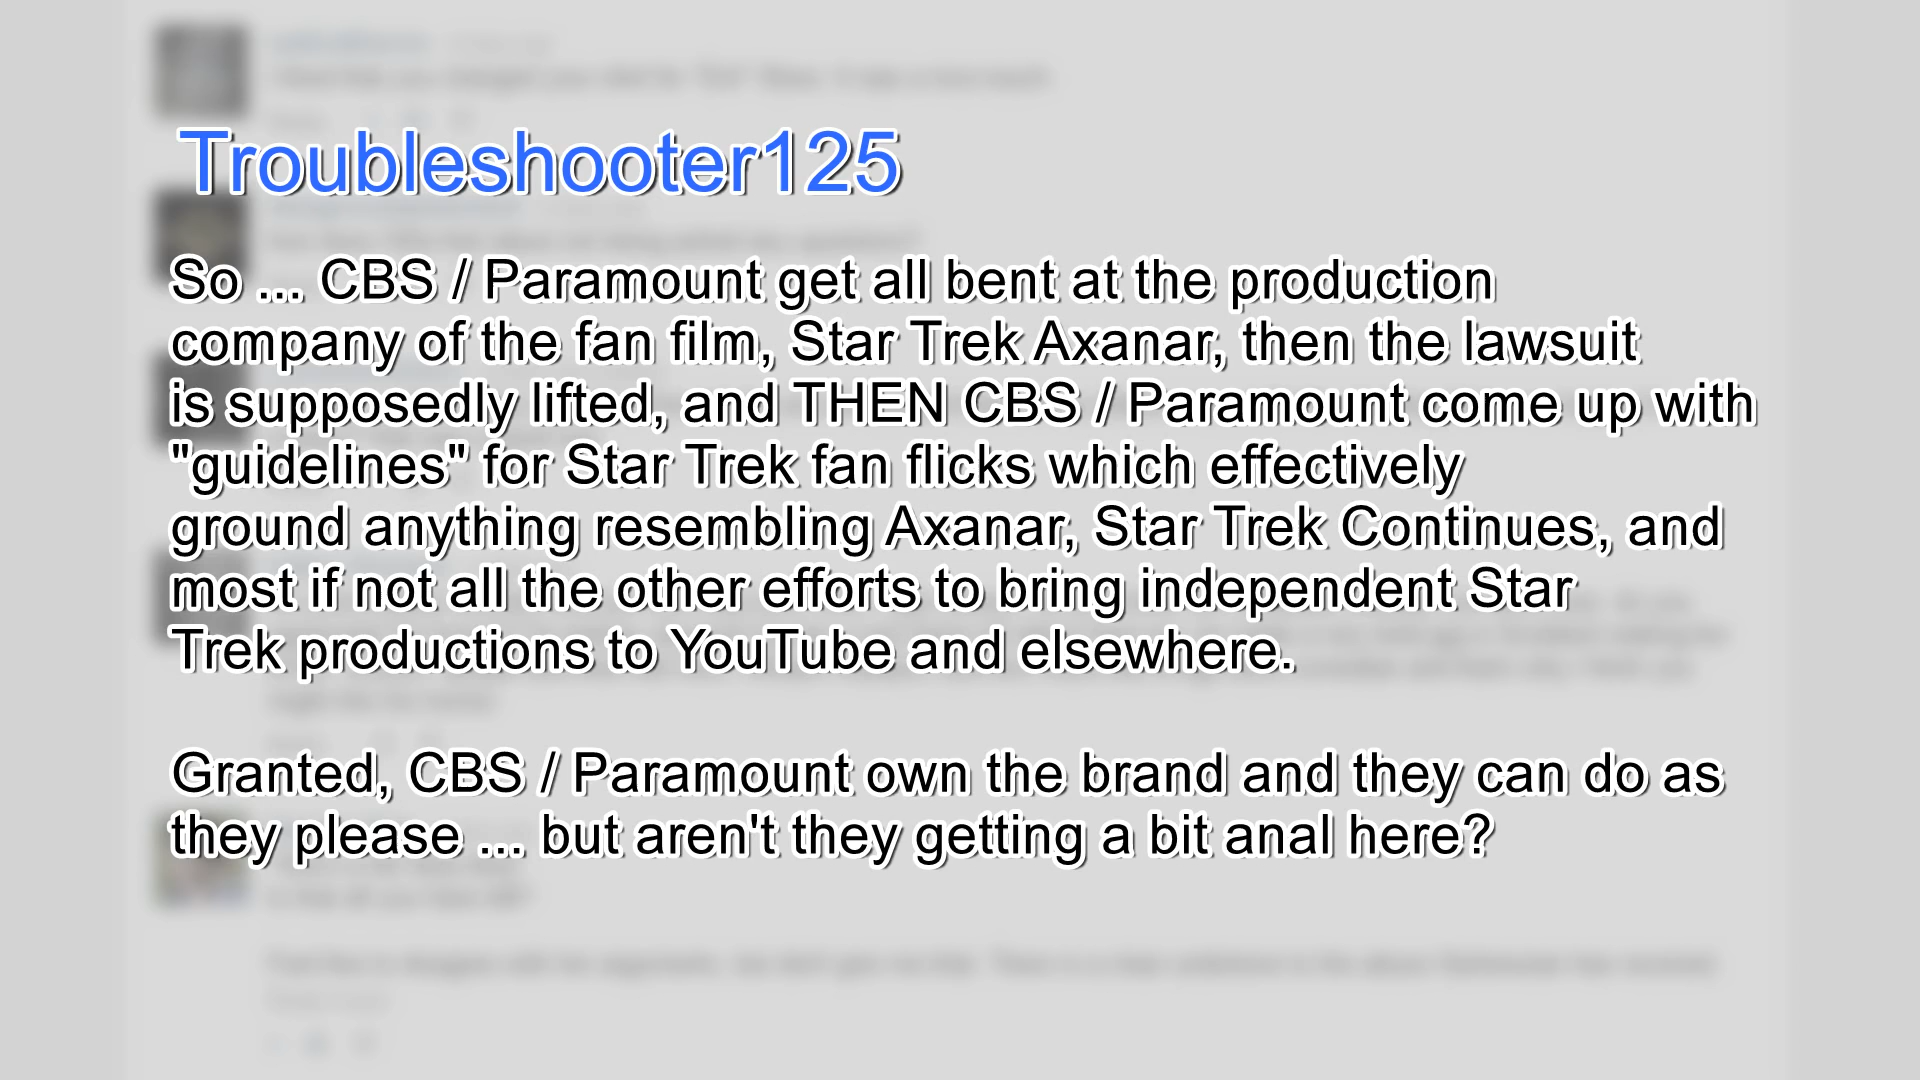 Troubleshooter125
So ... CBS / Paramount get all bent at the production
company of the fan film, Star Trek Axanar, then the lawsuit
is supposedly lifted, and THEN CBS / Paramount come up with
"guidelines" for Star Trek fan flicks which effectively
ground anything resembling Axanar, Star Trek Continues, and
most if not all the other efforts to bring independent Star
Trek productions to YouTube and elsewhere.
Granted, CBS / Paramount own the brand and they can do as
they please ... but aren't they getting a bit anal here?